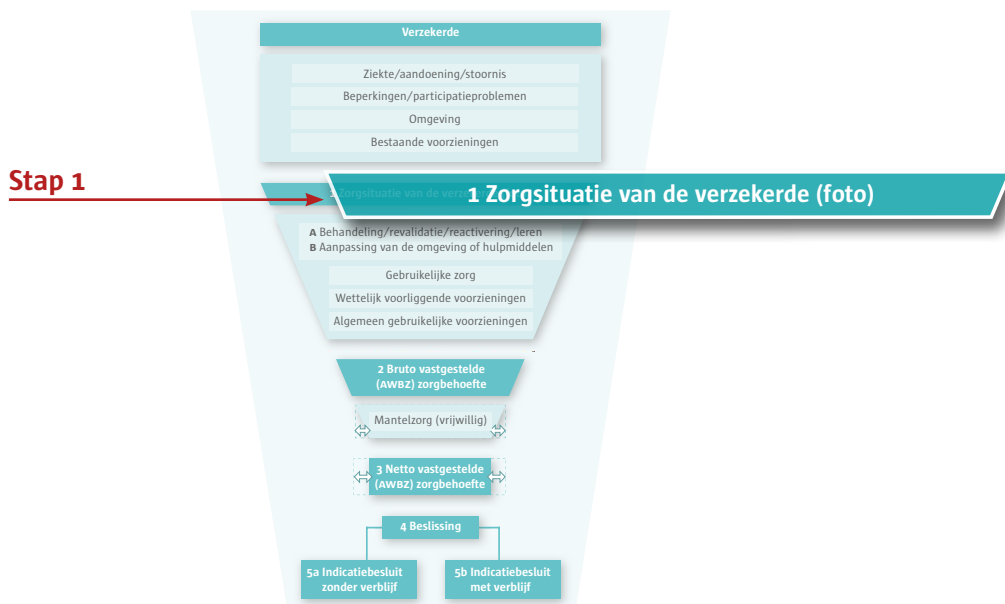 Verzekerde
Ziekte/aandoening/stoornis
Beperkingen/participatieproblemen
Omgeving
Bestaande voorzieningen
Stap 1
1 Zorgsituatie van de verzekerde (foto)
A Behandeling/revalidatie/reactivering/leren
B Aanpassing van de omgeving of hulpmiddelen
Gebruikelijke zorg
Wettelijk voorliggende voorzieningen
Algemeen gebruikelijke voorzieningen
2 Bruto vastgestelde
(AWBZ) zorgbehoefte
Mantelzorg (vrijwillig)
3 Netto vastgestelde
(AWBZ) zorgbehoefte
4 Beslissing
5a Indicatiebesluit
zonder verblijf
5b Indicatiebesluit
met verblijf